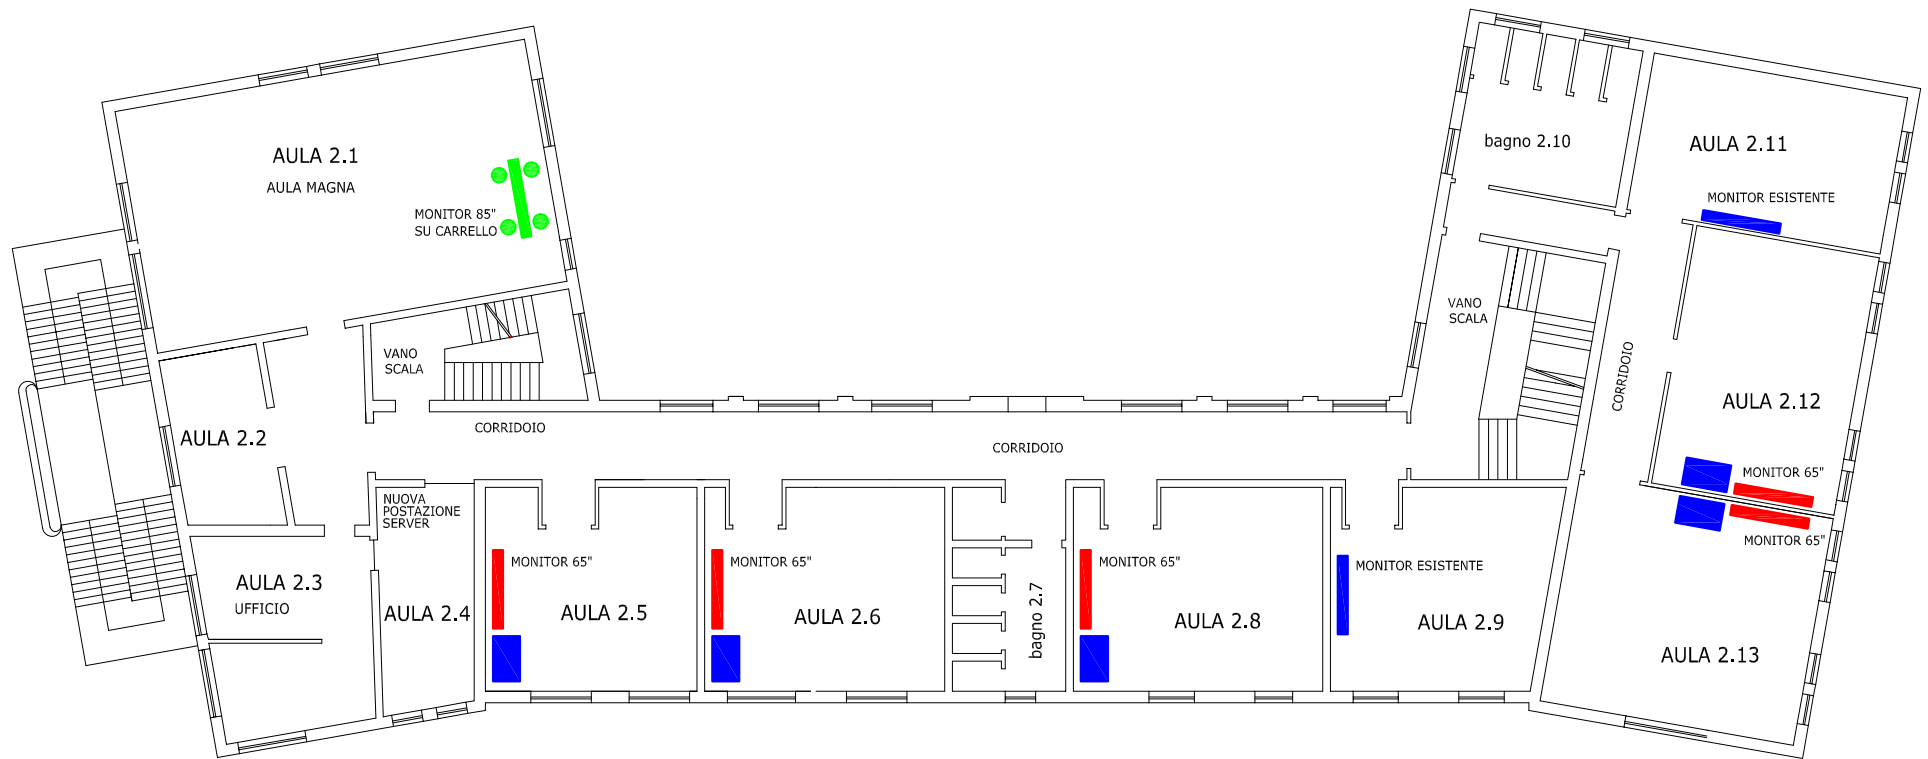 AULA 2.1
AULA MAGNA
MONITOR 85"
SU CARRELLO
bagno 2.10
AULA 2.11
MONITOR ESISTENTE
VANO
SCALA
VANO
SCALA
CORRIDOIO
AULA 2.12
MONITOR 65"
MONITOR 65"
AULA 2.2
CORRIDOIO
CORRIDOIO
NUOVA
POSTAZIONE
SERVER
AULA 2.3
UFFICIO
AULA 2.4
MONITOR 65"
AULA 2.5
MONITOR 65"
AULA 2.6
bagno 2.7
MONITOR 65"
AULA 2.8
MONITOR ESISTENTE
AULA 2.9
AULA 2.13